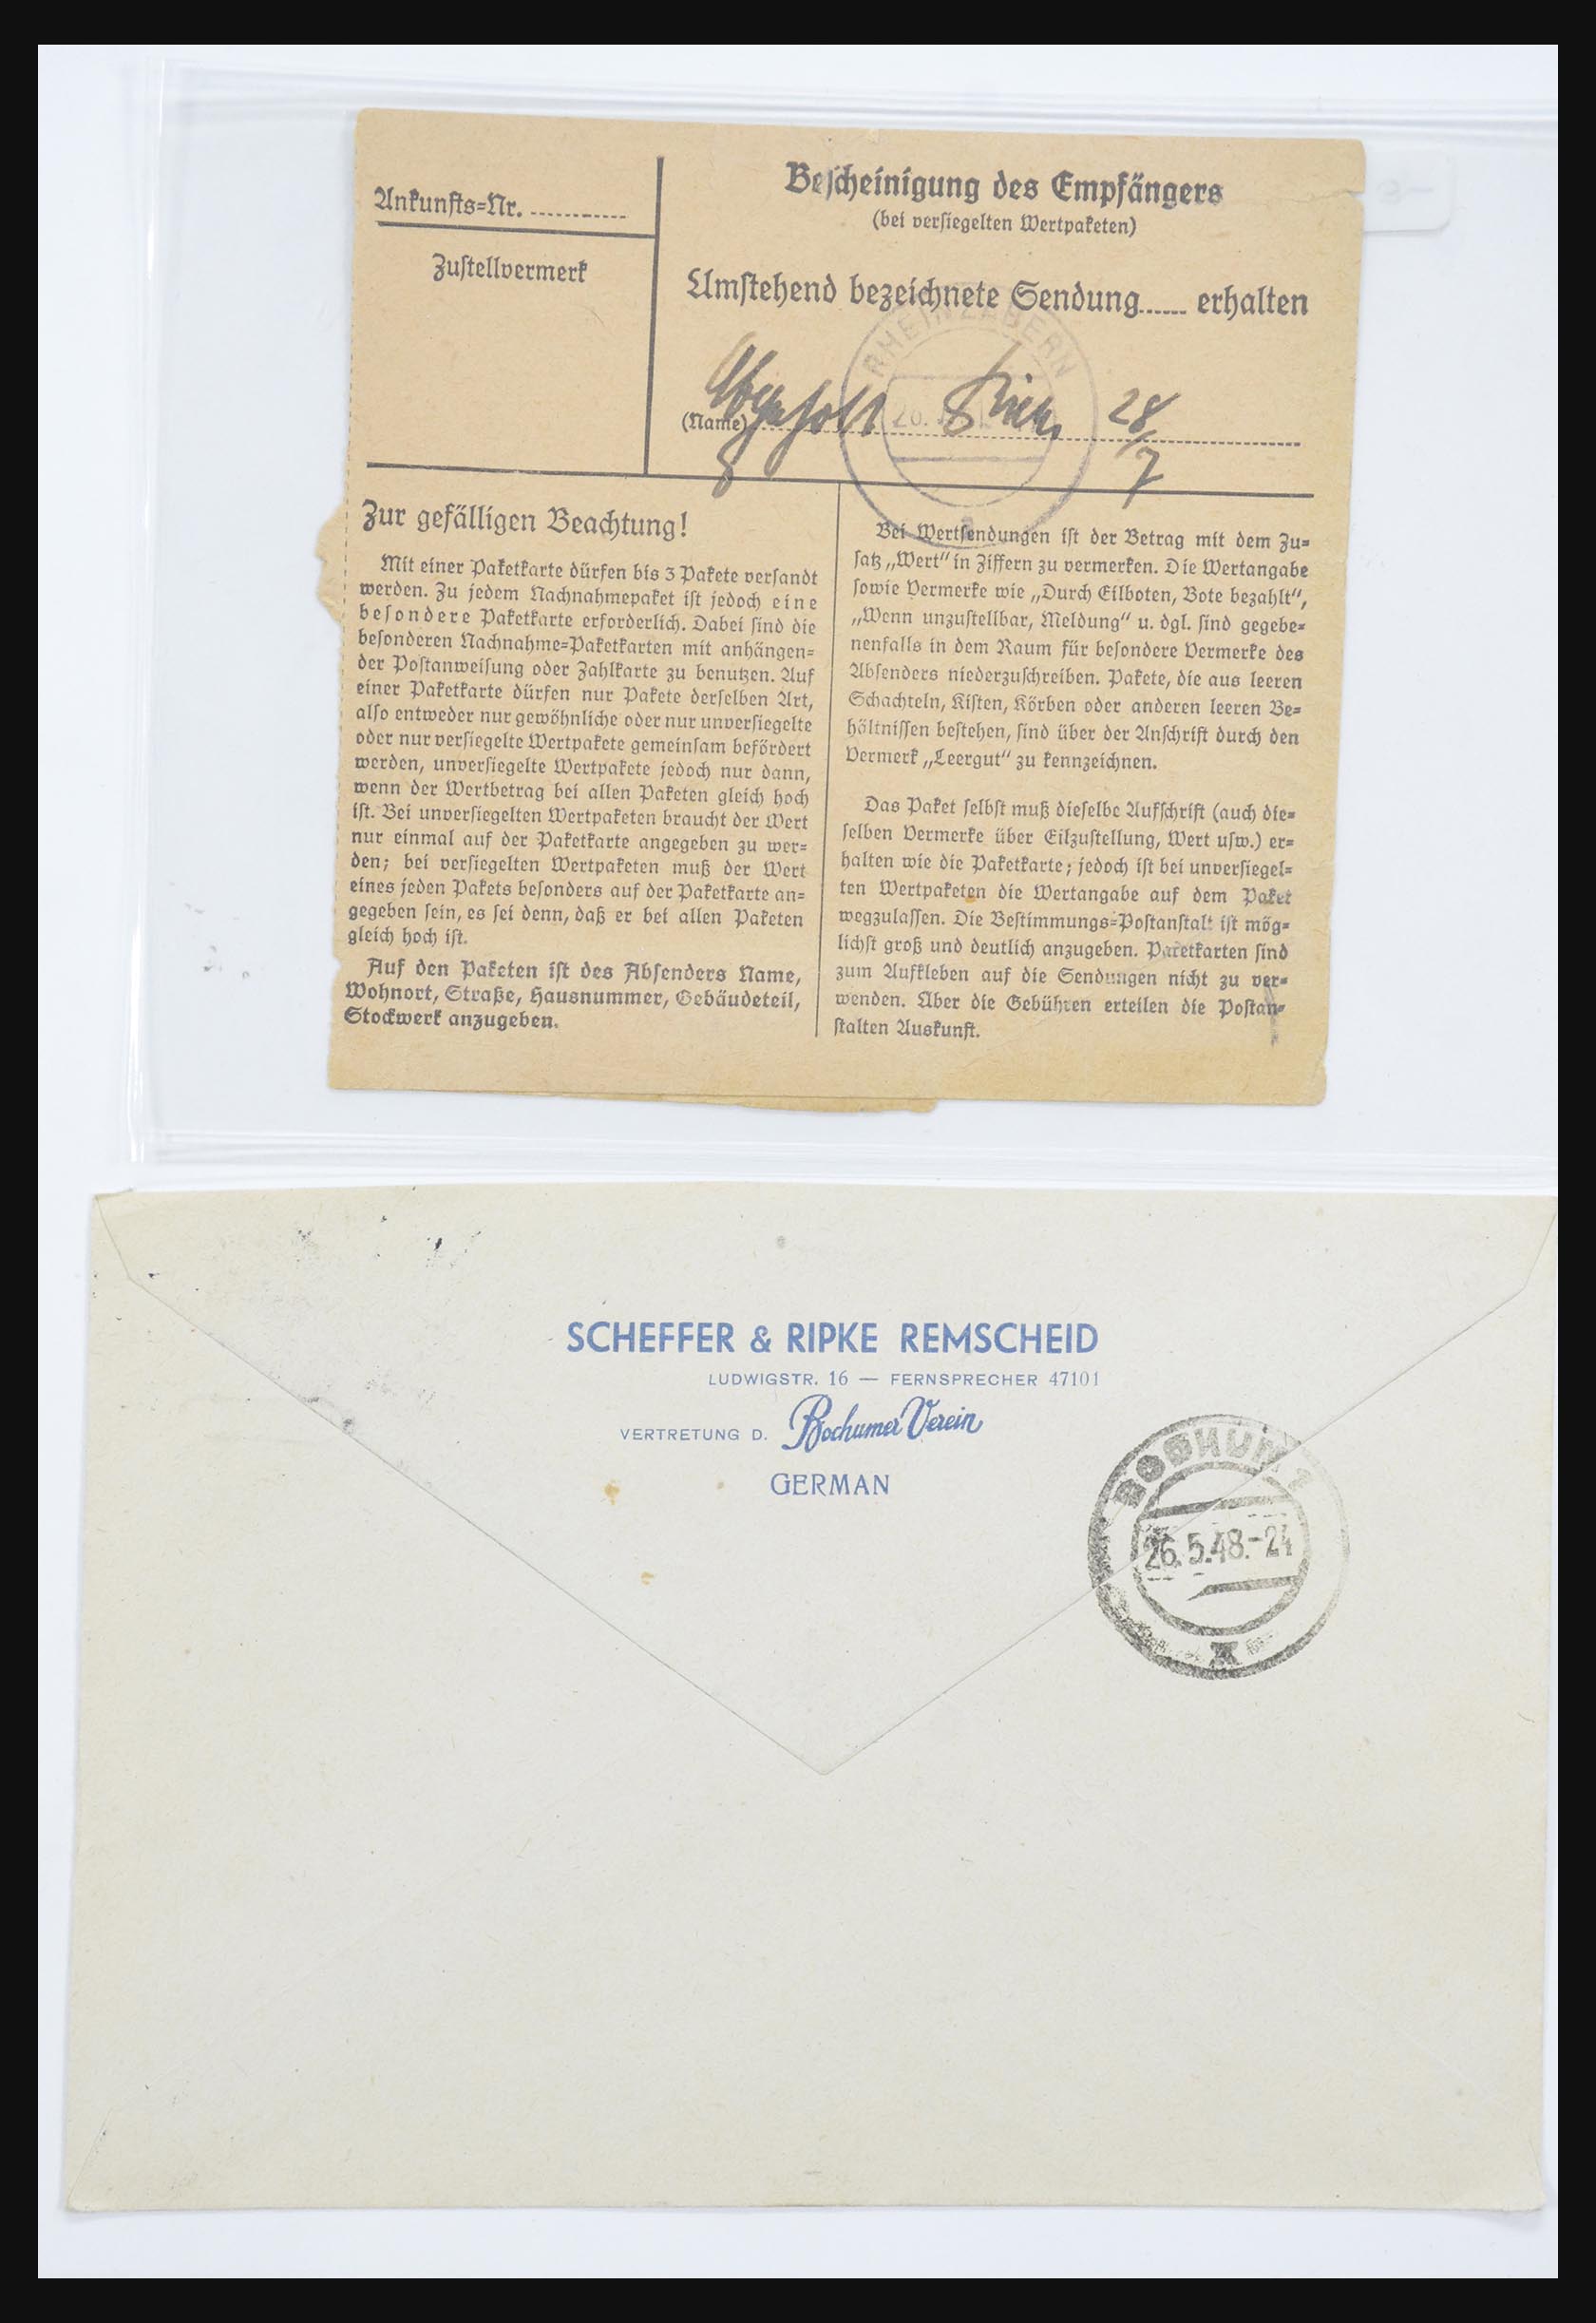 Ankunfts=Nr. ............
Zustellvermerk
Bescheinigung des Empfängers
(bei versiegelten Wertpaketen)
Umstehend bezeichnete Sendung...... erhalten
RHEINZABERN
(Name) 28/7
Zur gefälligen Beachtung!
Mit einer Paketkarte dürfen bis 3 Pakete versandt
werden. Zu jedem Nachnahmepaket ist jedoch eine
besondere Paketkarte erforderlich. Dabei sind die
besonderen Nachnahme=Paketkarten mit anhängen=
der Postanweisung oder Zahlkarte zu benutzen. Auf
einer Paketkarte dürfen nur Pakete derselben Art,
also entweder nur gewöhnliche oder nur unversiegelte
oder nur versiegelte Wertpakete gemeinsam befördert
werden, unversiegelte Wertpakete jedoch nur dann,
wenn der Wertbetrag bei allen Paketen gleich hoch
ist. Bei unversiegelten Wertpaketen braucht der Wert
nur einmal auf der Paketkarte angegeben zu wer=
den; bei versiegelten Wertpaketen muß der Wert
eines jeden Pakets besonders auf der Paketkarte an=
gegeben sein, es sei denn, daß er bei allen Paketen
gleich hoch ist.
Auf den Paketen ist des Absenders Name,
Wohnort, Straße, Hausnummer, Gebäudeteil,
Stockwerk anzugeben.
Bei Wertsendungen ist der Betrag mit dem Zu=
satz „Wert“ in Ziffern zu vermerken. Die Wertangabe
sowie Vermerke wie „Durch Eilboten, Bote bezahlt“,
„Wenn unzustellbar, Meldung“ u. dgl. sind gegebe=
nenfalls in dem Raum für besondere Vermerke des
Absenders niederzuschreiben. Pakete, die aus leeren
Schachteln, Kisten, Körben oder anderen leeren Be=
hältnissen bestehen, sind über der Anschrift durch den
Vermerk „Leergut“ zu kennzeichnen.
Das Paket selbst muß dieselbe Aufschrift (auch die=
selben Vermerke über Eilzustellung, Wert usw.) er=
halten wie die Paketkarte; jedoch ist bei unversiegel=
ten Wertpaketen die Wertangabe auf dem Paket
wegzulassen. Die Bestimmungs=Postanstalt ist mög=
lichst groß und deutlich anzugeben. Paketkarten sind
zum Aufkleben auf die Sendungen nicht zu ver=
wenden. Über die Gebühren erteilen die Postan=
stalten Auskunft.
SCHEFFER & RIPKE REMSCHEID
LUDWIGSTR. 16 — FERNSPRECHER 47101
VERTRETUNG D. Bochumer Verein
GERMAN
BOCHUM 1
26.5.48.-24